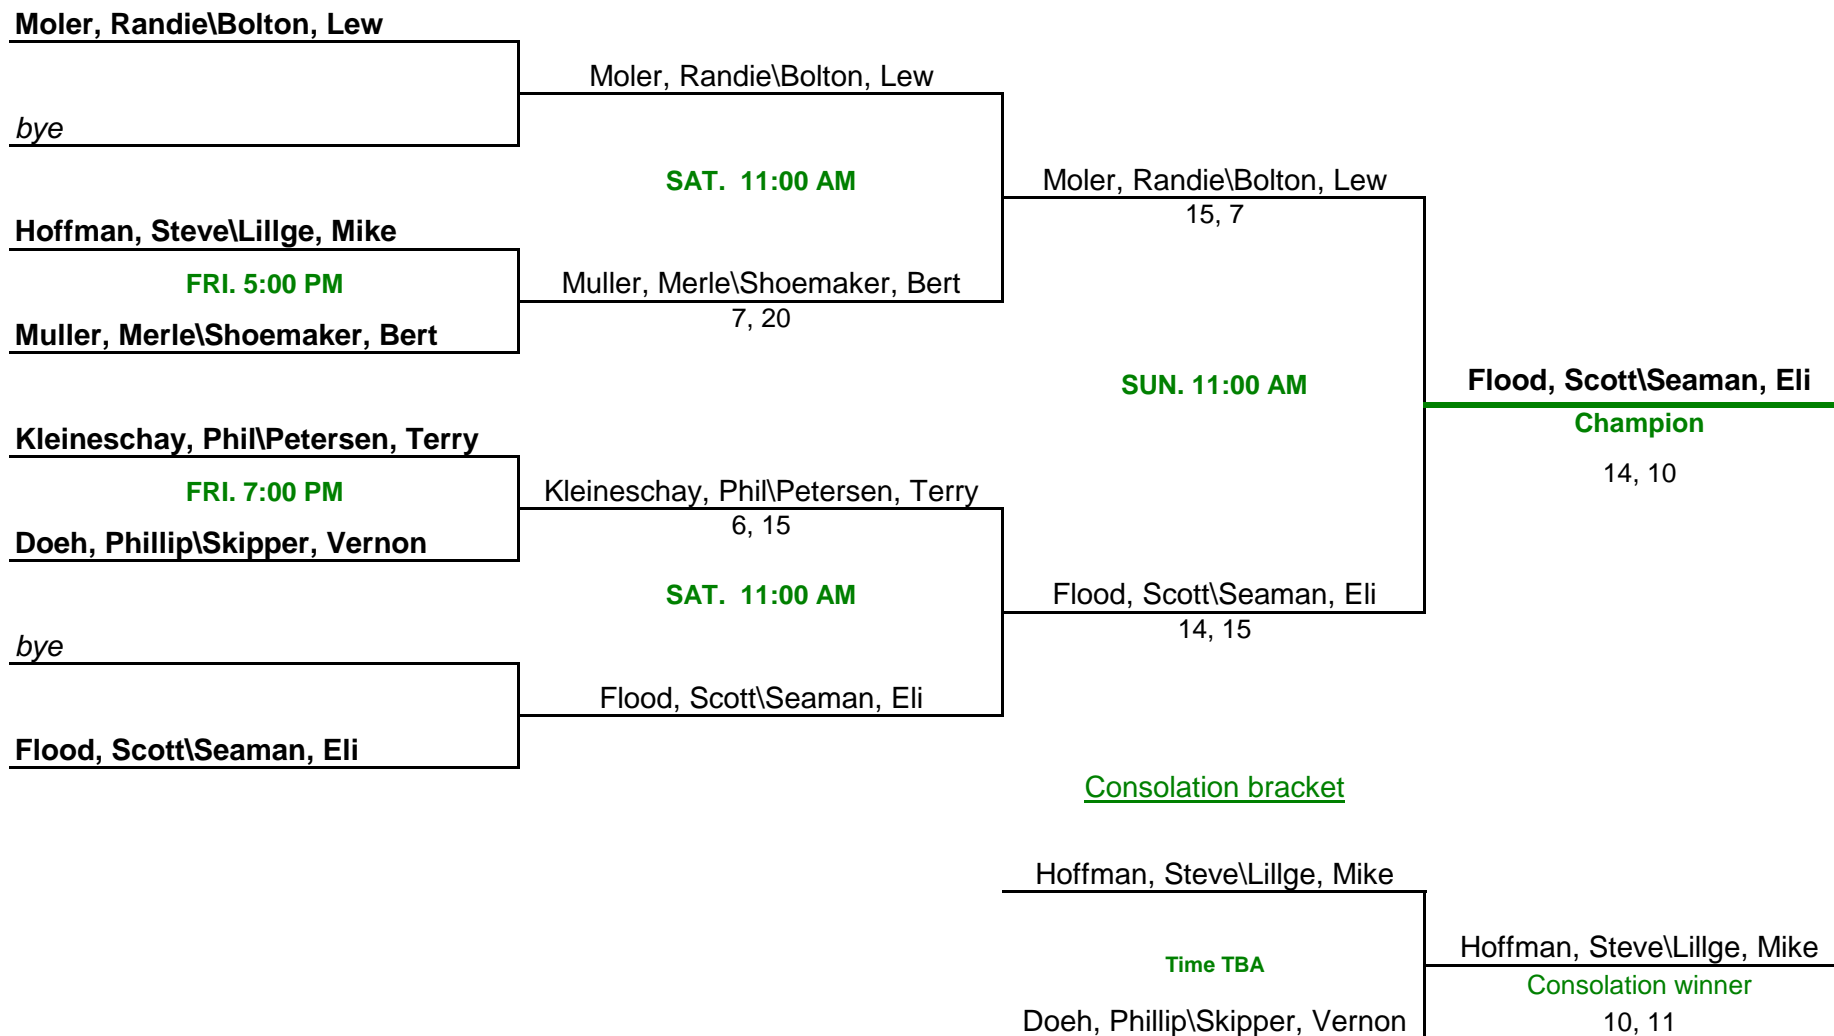 Moler, Randie\Bolton, Lew
Moler, Randie\Bolton, Lew
bye
SAT.  11:00 AM
Moler, Randie\Bolton, Lew
15, 7
Hoffman, Steve\Lillge, Mike
FRI. 5:00 PM
Muller, Merle\Shoemaker, Bert
7, 20
Muller, Merle\Shoemaker, Bert
SUN. 11:00 AM
Flood, Scott\Seaman, Eli
Champion
14, 10
Kleineschay, Phil\Petersen, Terry
FRI. 7:00 PM
Kleineschay, Phil\Petersen, Terry
6, 15
Doeh, Phillip\Skipper, Vernon
SAT.  11:00 AM
Flood, Scott\Seaman, Eli
14, 15
bye
Flood, Scott\Seaman, Eli
Flood, Scott\Seaman, Eli
Consolation bracket
Hoffman, Steve\Lillge, Mike
Time TBA
Hoffman, Steve\Lillge, Mike
Consolation winner
10, 11
Doeh, Phillip\Skipper, Vernon